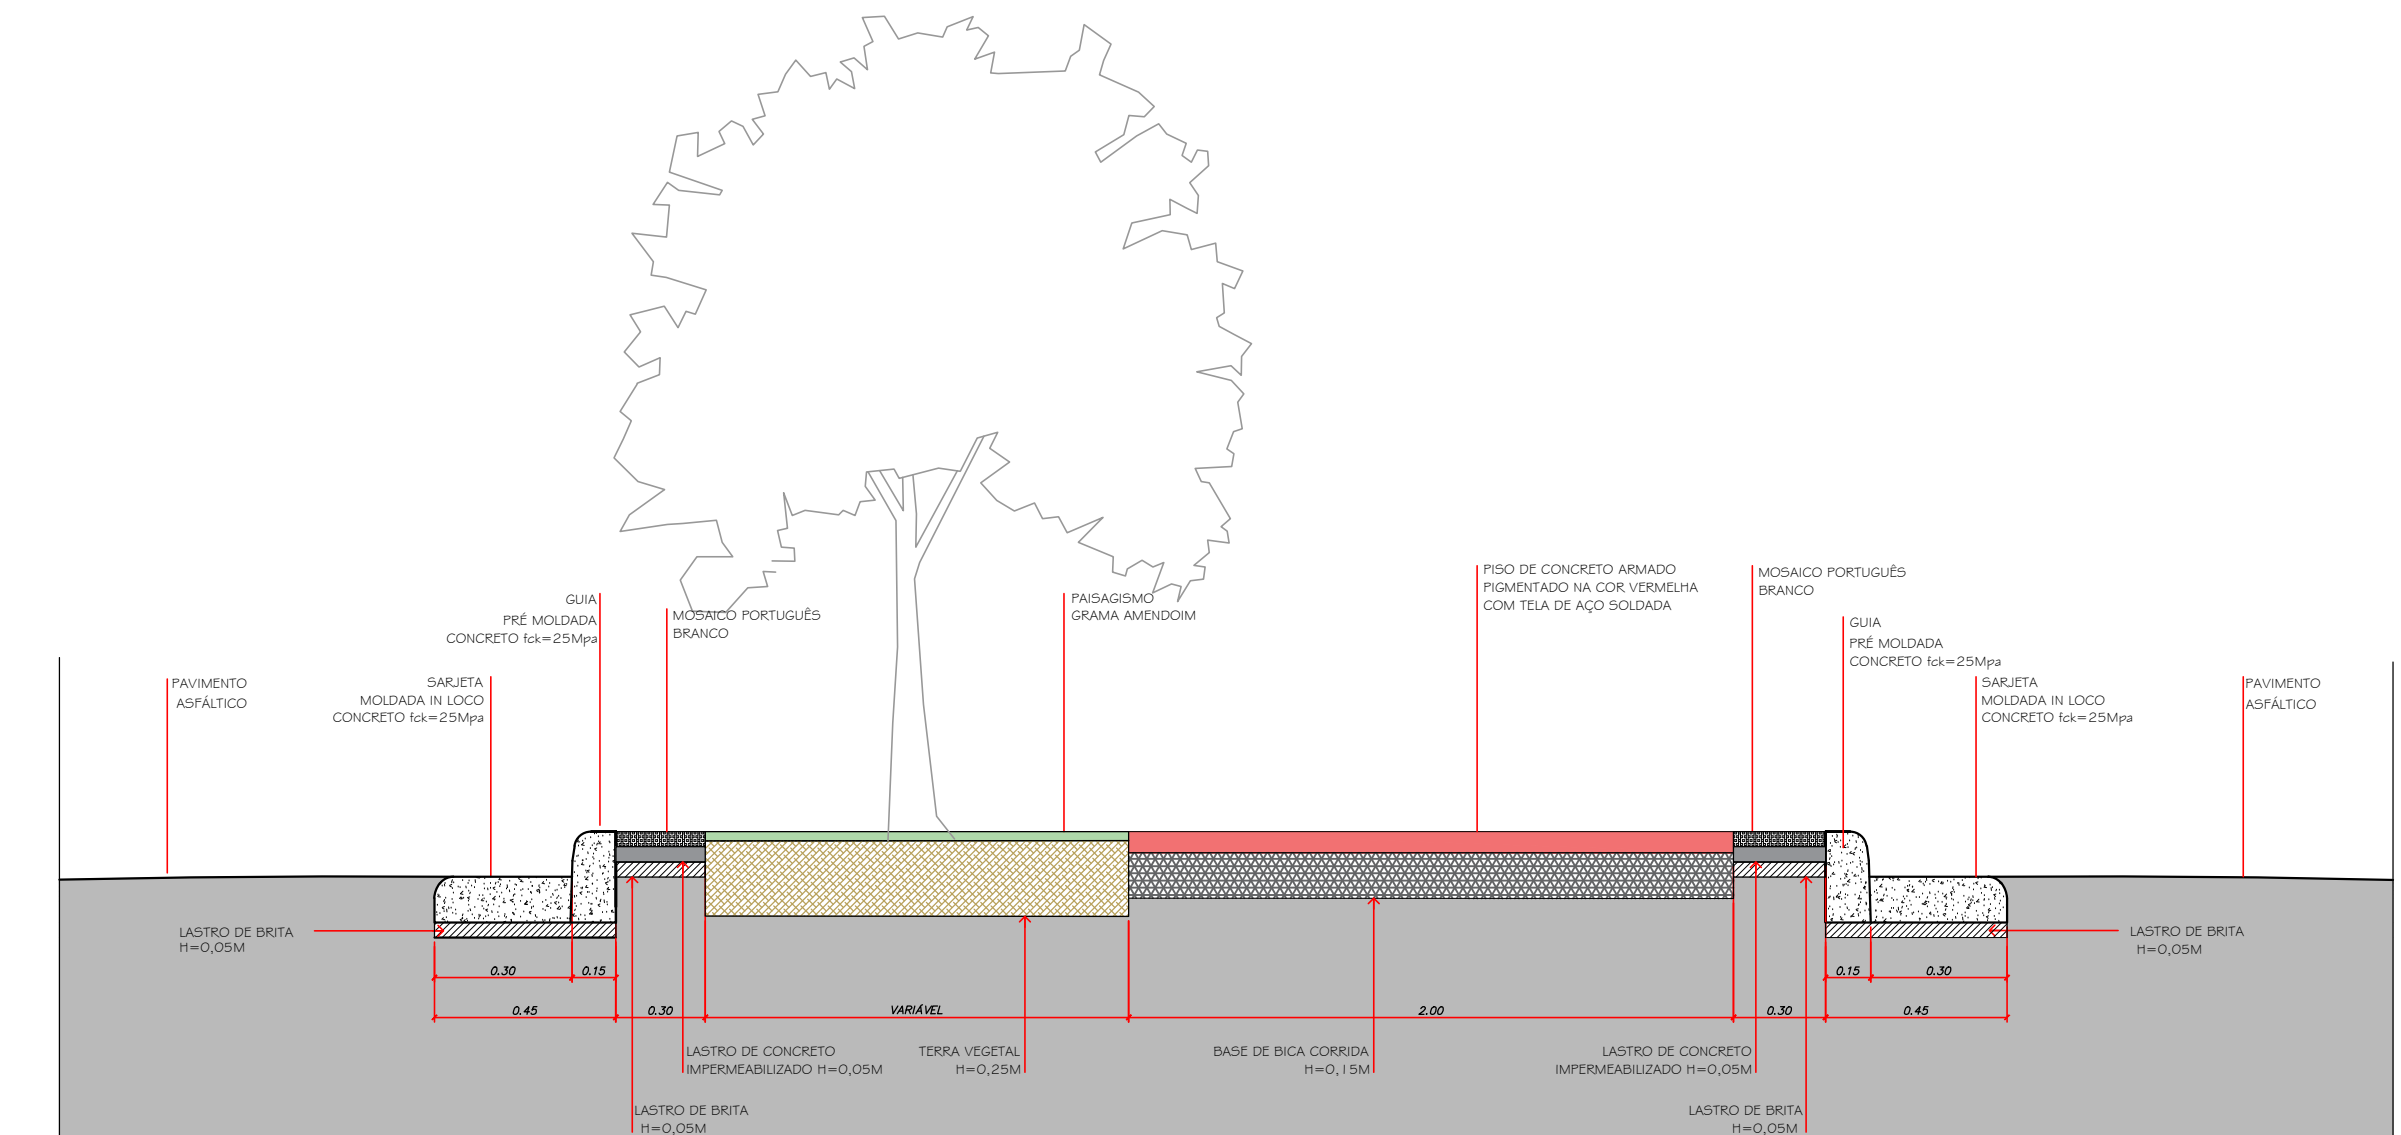 PISO DE CONCRETO ARMADO
PIGMENTADO NA COR VERMELHA
COM TELA DE AÇO SOLDADA
MOSAICO PORTUGUÊS
BRANCO
GUIA
PRÉ MOLDADA
CONCRETO fck=25Mpa
MOSAICO PORTUGUÊS
BRANCO
PAISAGISMO
GRAMA AMENDOIM
GUIA
PRÉ MOLDADA
CONCRETO fck=25Mpa
PAVIMENTO
ASFÁLTICO
SARJETA
MOLDADA IN LOCO
CONCRETO fck=25Mpa
SARJETA
MOLDADA IN LOCO
CONCRETO fck=25Mpa
PAVIMENTO
ASFÁLTICO
LASTRO DE BRITA
H=0,05M
LASTRO DE BRITA
H=0,05M
0.30
0.15
0.15
0.30
0.45
0.30
VARIÁVEL
2.00
0.30
0.45
LASTRO DE CONCRETO
IMPERMEABILIZADO H=0,05M
TERRA VEGETAL
H=0,25M
BASE DE BICA CORRIDA
H=0,15M
LASTRO DE CONCRETO
IMPERMEABILIZADO H=0,05M
LASTRO DE BRITA
H=0,05M
LASTRO DE BRITA
H=0,05M